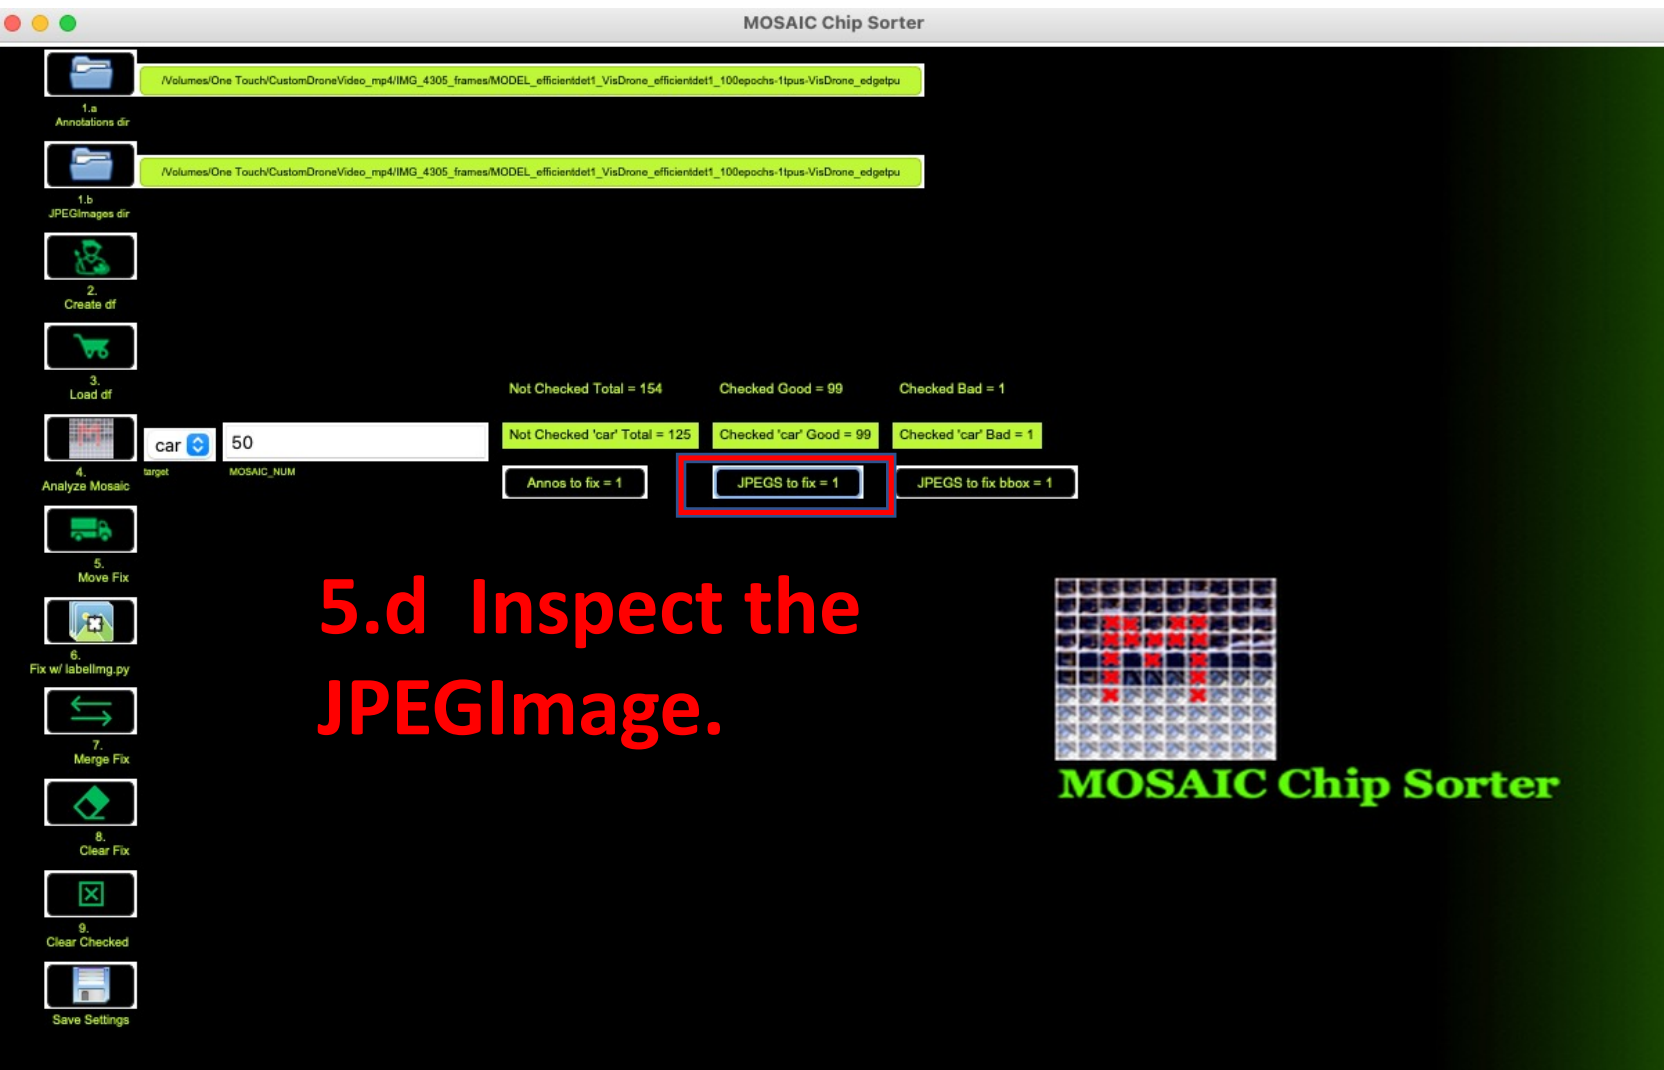 MOSAIC Chip Sorter
/Volumes/One Touch/CustomDroneVideo_mp4/IMG_4305_frames/MODEL_efficientdet1_VisDrone_efficientdet1_100epochs-1tpus-VisDrone_edgetpu
1.a
Annotations dir
/Volumes/One Touch/CustomDroneVideo_mp4/IMG_4305_frames/MODEL_efficientdet1_VisDrone_efficientdet1_100epochs-1tpus-VisDrone_edgetpu
1.b
JPEGImages dir
2.
Create df
3.
Load df
Not Checked Total = 154
Checked Good = 99
Checked Bad = 1
car
50
Not Checked 'car' Total = 125
Checked 'car' Good = 99
Checked 'car' Bad = 1
4.
Analyze Mosaic
target
MOSAIC_NUM
Annos to fix = 1
JPEGS to fix = 1
JPEGS to fix bbox = 1
5.
Move Fix
5.d Inspect the
JPEGImage.
6.
Fix w/ labelImg.py
7.
Merge Fix
MOSAIC Chip Sorter
8.
Clear Fix
9.
Clear Checked
Save Settings